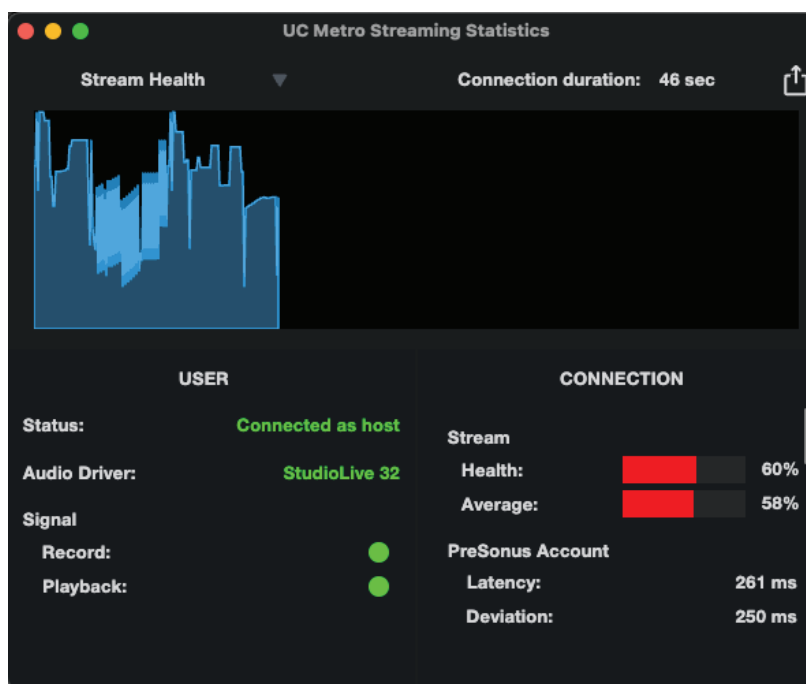 UC Metro Streaming Statistics
Stream Health
Connection duration: 46 sec
USER
Status: Connected as host
Audio Driver: StudioLive 32
Signal
Record:
Playback:
CONNECTION
Stream
Health: 60%
Average: 58%
PreSonus Account
Latency: 261 ms
Deviation: 250 ms